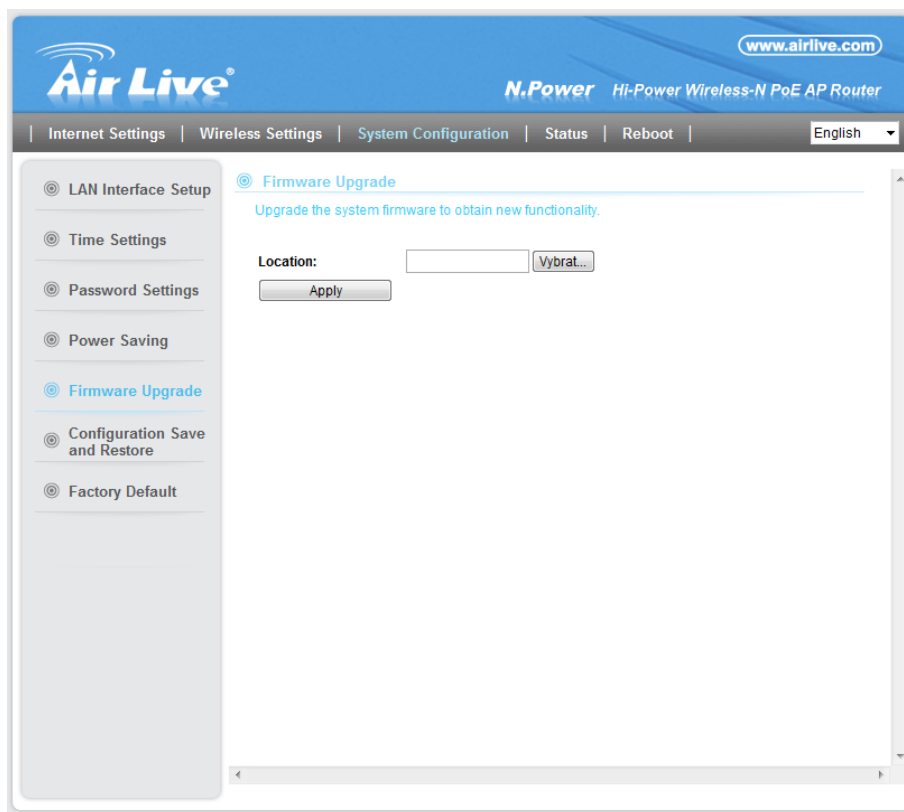 www.airlive.com
Air Live®
N.Power Hi-Power Wireless-N PoE AP Router
| Internet Settings | Wireless Settings | System Configuration | Status | Reboot | English
LAN Interface Setup
Time Settings
Password Settings
Power Saving
Firmware Upgrade
Configuration Save
and Restore
Factory Default
Firmware Upgrade
Upgrade the system firmware to obtain new functionality.
Location: Vybrat...
Apply